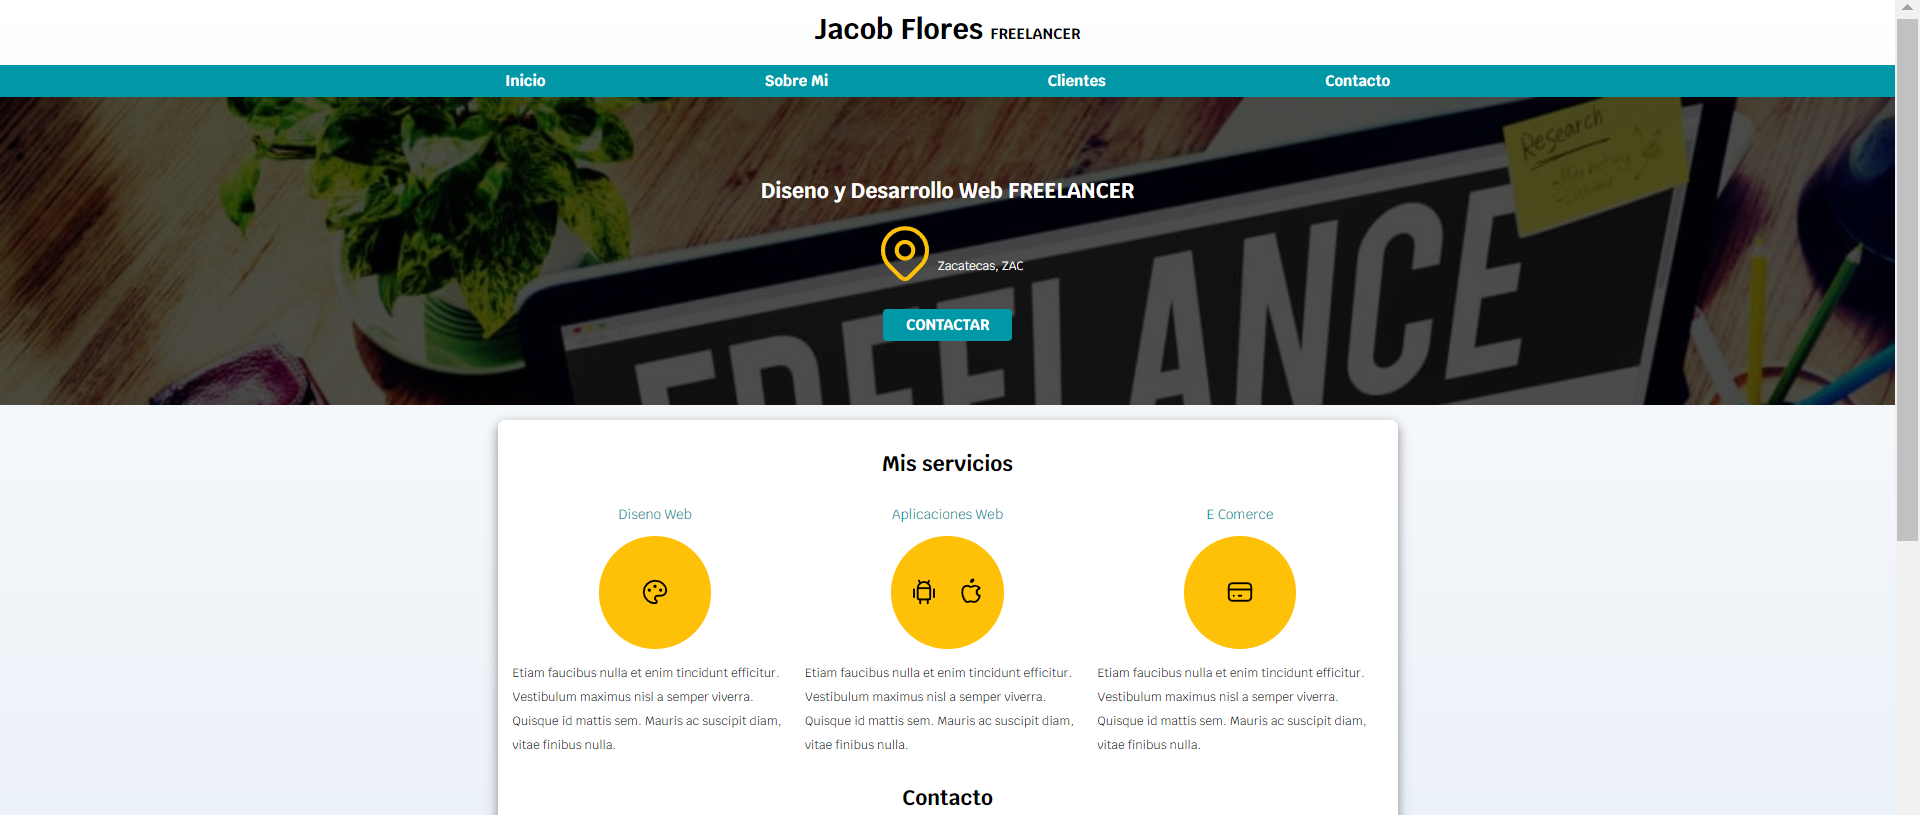 Jacob Flores FREELANCER
Inicio Sobre Mi Clientes Contacto
Research
Diseno y Desarrollo Web FREELANCER
Zacatecas, ZAC
CONTACTAR
FREELANCE
Mis servicios
Diseno Web
Aplicaciones Web
E Comerce
Etiam faucibus nulla et enim tincidunt efficitur.
Vestibulum maximus nisl a semper viverra.
Quisque id mattis sem. Mauris ac suscipit diam,
vitae finibus nulla.
Etiam faucibus nulla et enim tincidunt efficitur.
Vestibulum maximus nisl a semper viverra.
Quisque id mattis sem. Mauris ac suscipit diam,
vitae finibus nulla.
Etiam faucibus nulla et enim tincidunt efficitur.
Vestibulum maximus nisl a semper viverra.
Quisque id mattis sem. Mauris ac suscipit diam,
vitae finibus nulla.
Contacto